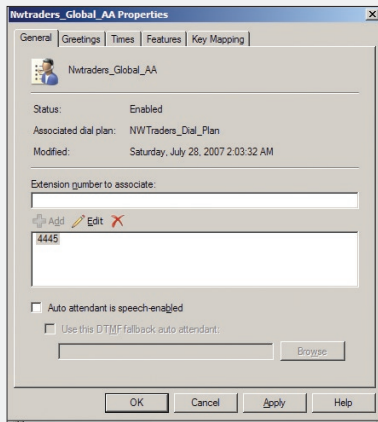 Nwtraders_Global_AA Properties
General Greetings Times Features Key Mapping
Nwtraders_Global_AA
Status: Enabled
Associated dial plan: NWTraders_Dial_Plan
Modified: Saturday, July 28, 2007 2:03:32 AM
Extension number to associate:
Add Edit
4445
Auto attendant is speech-enabled
Use this DTMF fallback auto attendant:
Browse
OK Cancel Apply Help